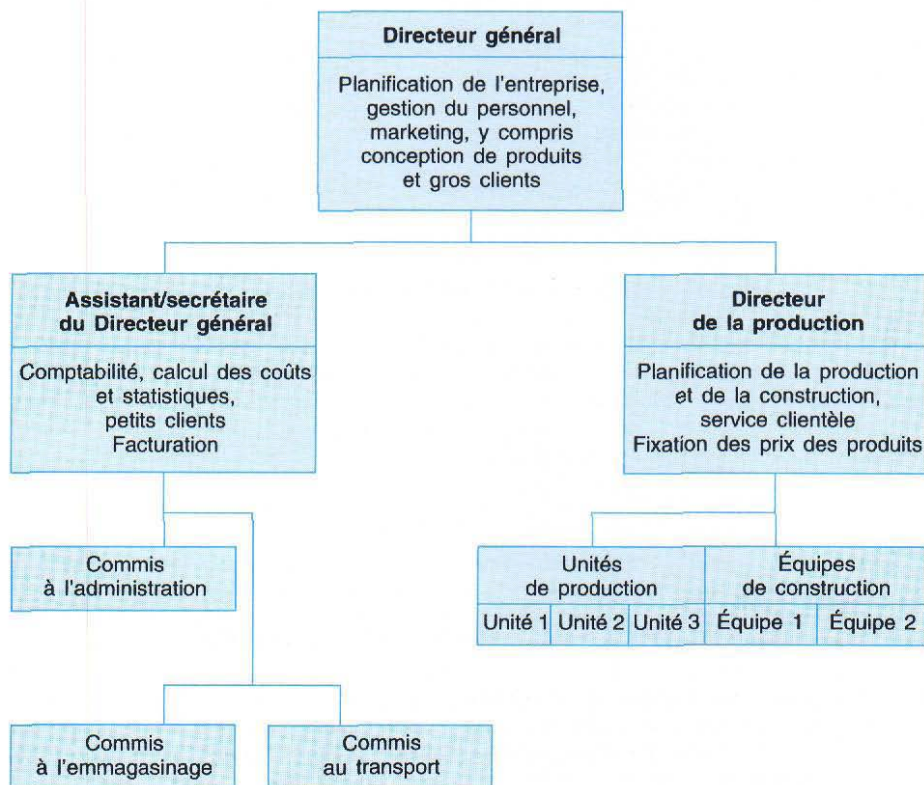 Directeur général
Planification de l'entreprise,
gestion du personnel,
marketing, y compris
conception de produits
et gros clients
Assistant/secrétaire
du Directeur général
Comptabilité, calcul des coûts
et statistiques,
petits clients
Facturation
Directeur
de la production
Planification de la production
et de la construction,
service clientèle
Fixation des prix des produits
Commis
à l'administration
Unités
de production
Équipes
de construction
Unité 1 Unité 2 Unité 3 Équipe 1 Équipe 2
Commis
à l'emmagasinage
Commis
au transport